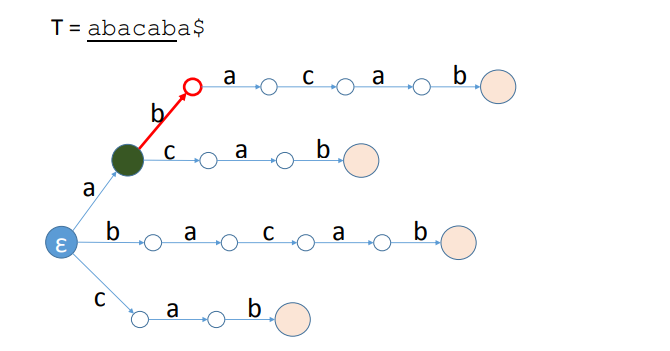 T = abacaba$
a c a b
b
c a b
a
ε b a c a b
c a b